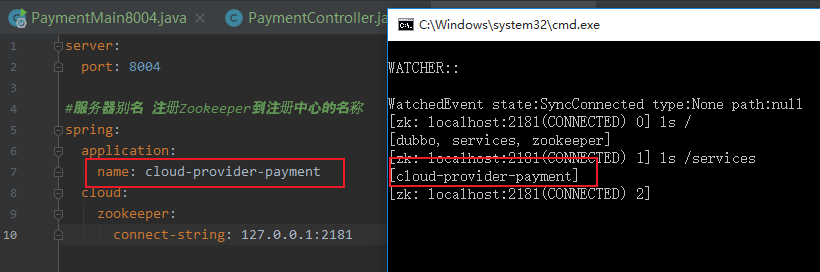 PaymentMain8004.java
PaymentController.ja
1 server:
2 port: 8004
3
4 #服务器别名 注册Zookeeper到注册中心的名称
5 spring:
6 application:
7 name: cloud-provider-payment
8 cloud:
9 zookeeper:
10 connect-string: 127.0.0.1:2181
C:\Windows\system32\cmd.exe
WATCHER::
WatchedEvent state:SyncConnected type:None path:null
[zk: localhost:2181(CONNECTED) 0] ls /
[dubbo, services, zookeeper]
[zk: localhost:2181(CONNECTED) 1] ls /services
[cloud-provider-payment]
[zk: localhost:2181(CONNECTED) 2]